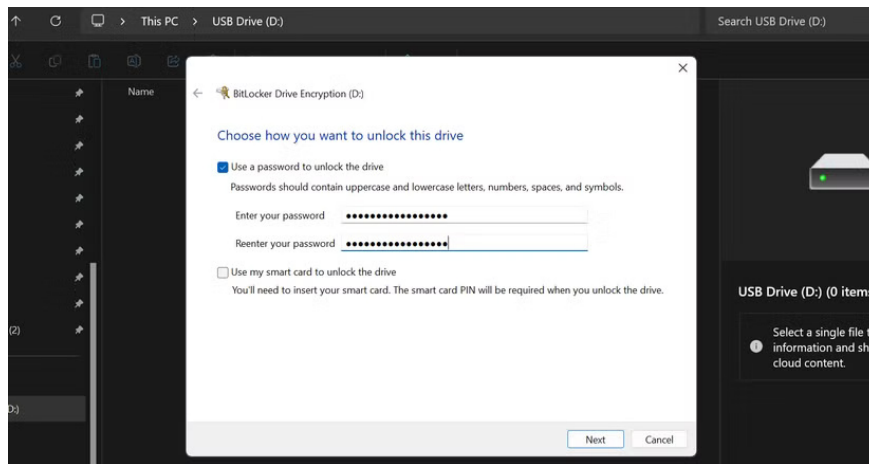 This PC > USB Drive (D:)
Search USB Drive (D:)
Name
BitLocker Drive Encryption (D:)
Choose how you want to unlock this drive
Use a password to unlock the drive
Passwords should contain uppercase and lowercase letters, numbers, spaces, and symbols.
Enter your password ●●●●●●●●●●●●●●●●●
Reenter your password ●●●●●●●●●●●●●●●●●
Use my smart card to unlock the drive
You'll need to insert your smart card. The smart card PIN will be required when you unlock the drive.
USB Drive (D:) (0 item
Select a single file
information and sh
cloud content.
(2)
D:)
Next
Cancel